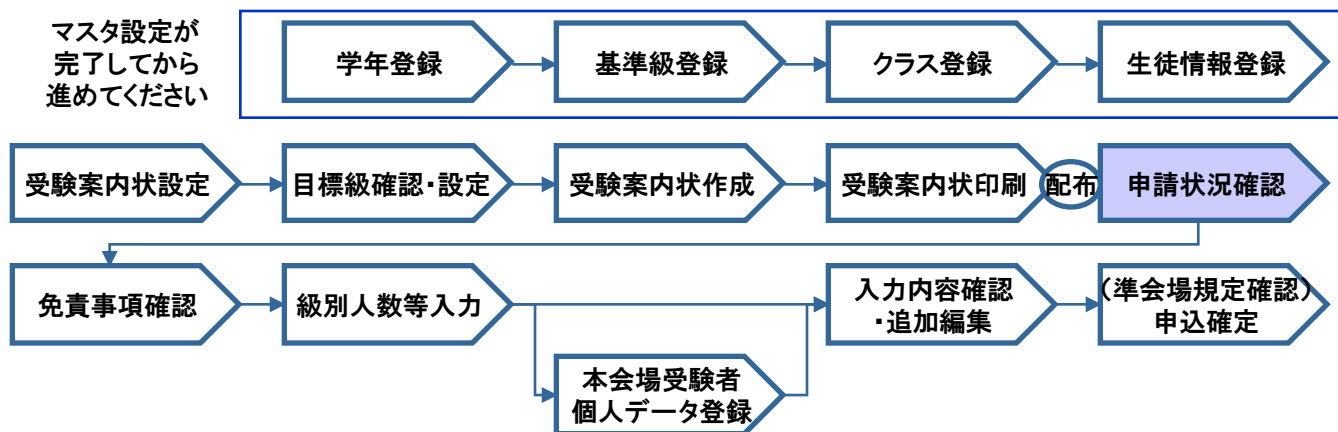 マスタ設定が
完了してから
進めてください
学年登録
基準級登録
クラス登録
生徒情報登録
受験案内状設定
目標級確認・設定
受験案内状作成
受験案内状印刷
配布
申請状況確認
免責事項確認
級別人数等入力
本会場受験者
個人データ登録
入力内容確認
・追加編集
(準会場規定確認)
申込確定